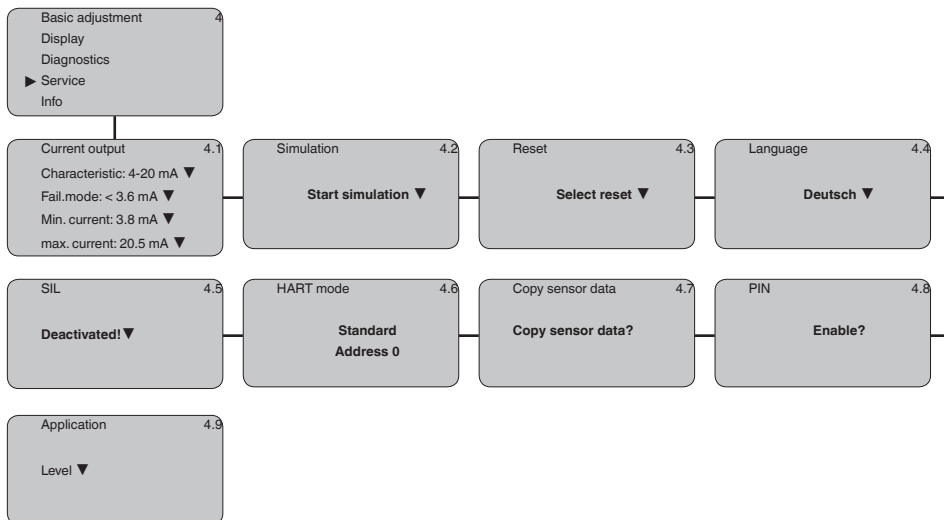 Basic adjustment 4
Display
Diagnostics
▶ Service
Info
Current output 4.1
Characteristic: 4-20 mA ▼
Fail.mode: < 3.6 mA ▼
Min. current: 3.8 mA ▼
max. current: 20.5 mA ▼
Simulation 4.2
Start simulation ▼
Reset 4.3
Select reset ▼
Language 4.4
Deutsch ▼
SIL 4.5
Deactivated! ▼
HART mode 4.6
Standard
Address 0
Copy sensor data 4.7
Copy sensor data?
PIN 4.8
Enable?
Application 4.9
Level ▼